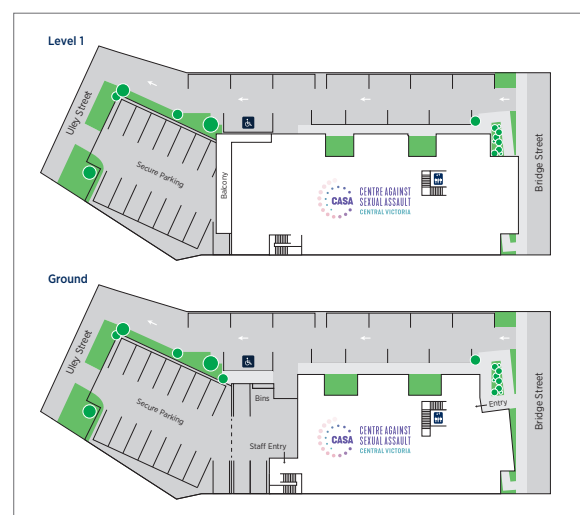 Level 1
Uley Street
Secure Parking
Balcony
CASA
CENTRE AGAINST
SEXUAL ASSAULT
CENTRAL VICTORIA
Bridge Street
Ground
Uley Street
Secure Parking
Bins
Staff Entry
CASA
CENTRE AGAINST
SEXUAL ASSAULT
CENTRAL VICTORIA
Entry
Bridge Street